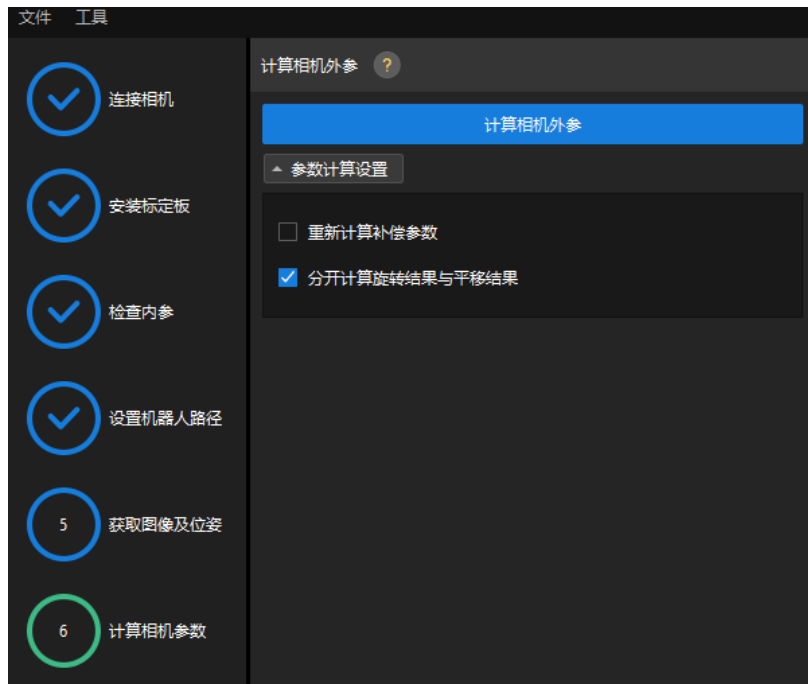 文件 工具
连接相机
安装标定板
检查内参
设置机器人路径
5 获取图像及位姿
6 计算相机参数
计算相机外参 ?
计算相机外参
参数计算设置
重新计算补偿参数
分开计算旋转结果与平移结果